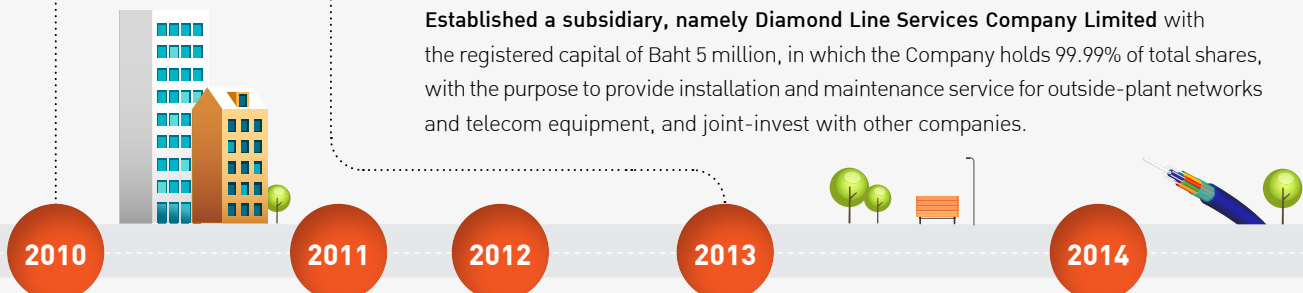 Established a subsidiary, namely Diamond Line Services Company Limited with
the registered capital of Baht 5 million, in which the Company holds 99.99% of total shares,
with the purpose to provide installation and maintenance service for outside-plant networks
and telecom equipment, and joint-invest with other companies.
2010
2011
2012
2013
2014